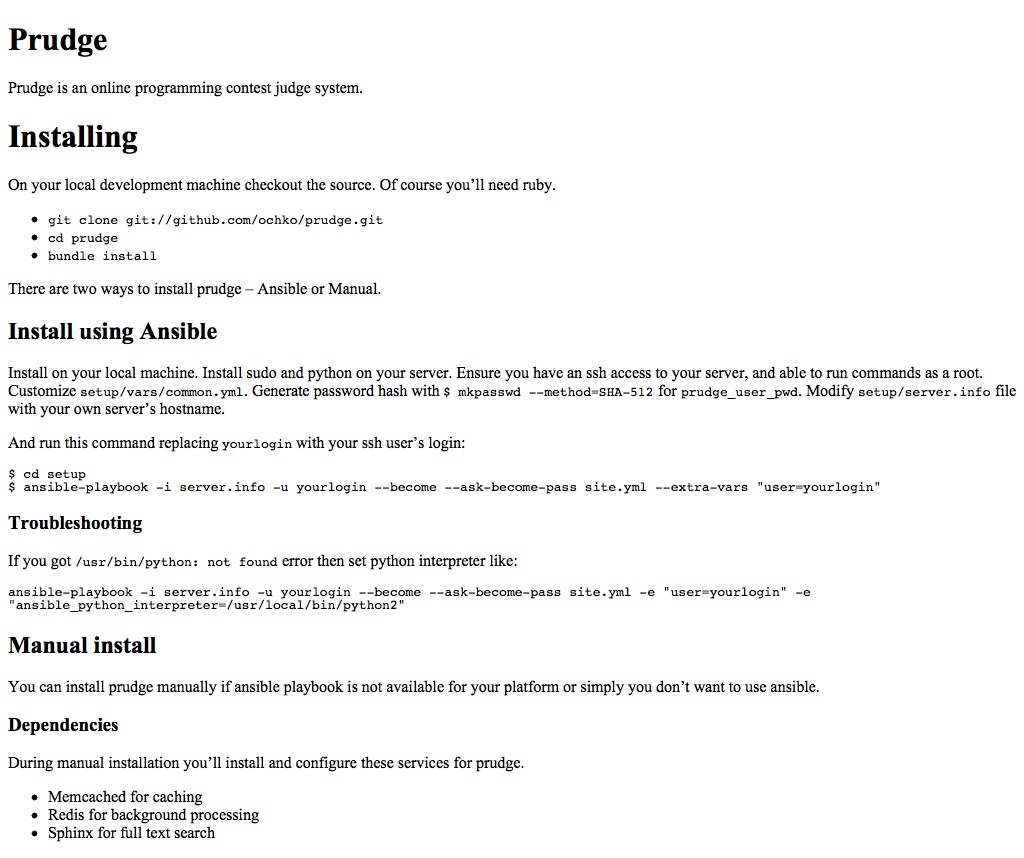 Prudge
Prudge is an online programming contest judge system.
Installing
On your local development machine checkout the source. Of course you’ll need ruby.
• git clone git://github.com/ochko/prudge.git
• cd prudge
• bundle install
There are two ways to install prudge – Ansible or Manual.
Install using Ansible
Install on your local machine. Install sudo and python on your server. Ensure you have an ssh access to your server, and able to run commands as a root.
Customize setup/vars/common.yml. Generate password hash with $ mkpasswd --method=SHA-512 for prudge_user_pwd. Modify setup/server.info file
with your own server’s hostname.
And run this command replacing yourlogin with your ssh user’s login:
$ cd setup
$ ansible-playbook -i server.info -u yourlogin --become --ask-become-pass site.yml --extra-vars "user=yourlogin"
Troubleshooting
If you got /usr/bin/python: not found error then set python interpreter like:
ansible-playbook -i server.info -u yourlogin --become --ask-become-pass site.yml -e "user=yourlogin" -e
"ansible_python_interpreter=/usr/local/bin/python2"
Manual install
You can install prudge manually if ansible playbook is not available for your platform or simply you don’t want to use ansible.
Dependencies
During manual installation you’ll install and configure these services for prudge.
• Memcached for caching
• Redis for background processing
• Sphinx for full text search